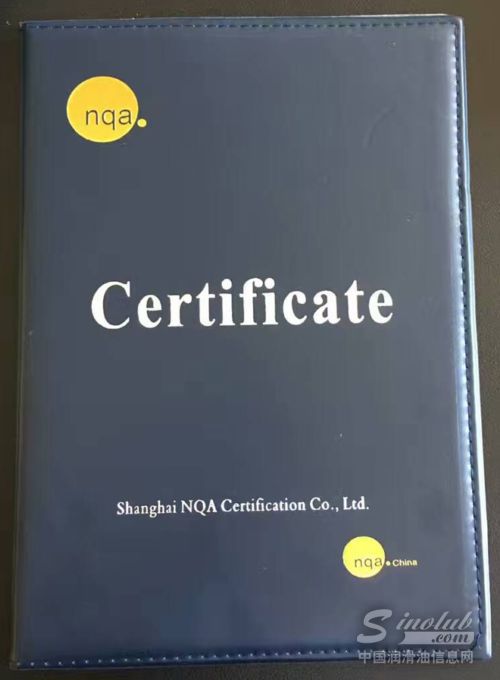 nqa.
Certificate
Shanghai NQA Certification Co., Ltd.
nqa.China
Sinolub
.com
中国润滑油信息网